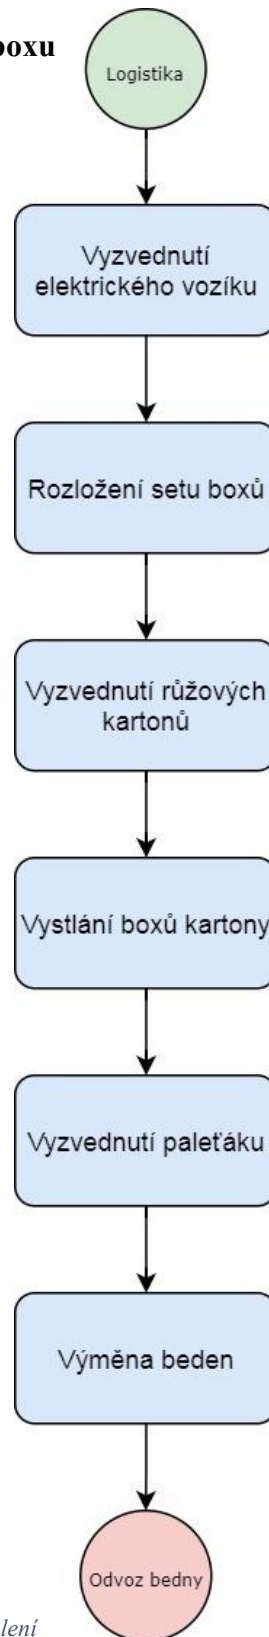 boxu
Logistika
Vyzvednutí
elektrického vozíku
Rozložení setu boxů
Vyzvednutí růžových
kartonů
Vystlání boxů kartony
Vyzvednutí paleťáku
Výměna beden
Odvoz bedny
lení